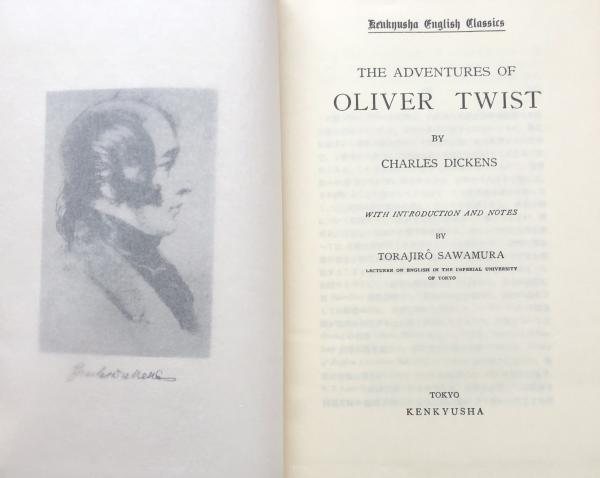 Kenkyusha English Classics
THE ADVENTURES OF
OLIVER TWIST
BY
CHARLES DICKENS
WITH INTRODUCTION AND NOTES
BY
TORAJIRÔ SAWAMURA
LECTURER ON ENGLISH IN THE IMPERIAL UNIVERSITY
OF TOKYO
TOKYO
KENKYUSHA